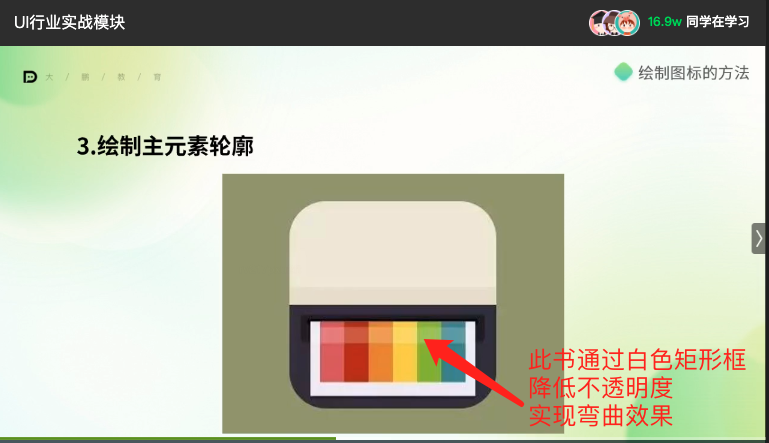 UI行业实战模块
16.9w 同学在学习
大 / 鹏 / 教 / 育
绘制图标的方法
3.绘制主元素轮廓
此书通过白色矩形框
降低不透明度
实现弯曲效果